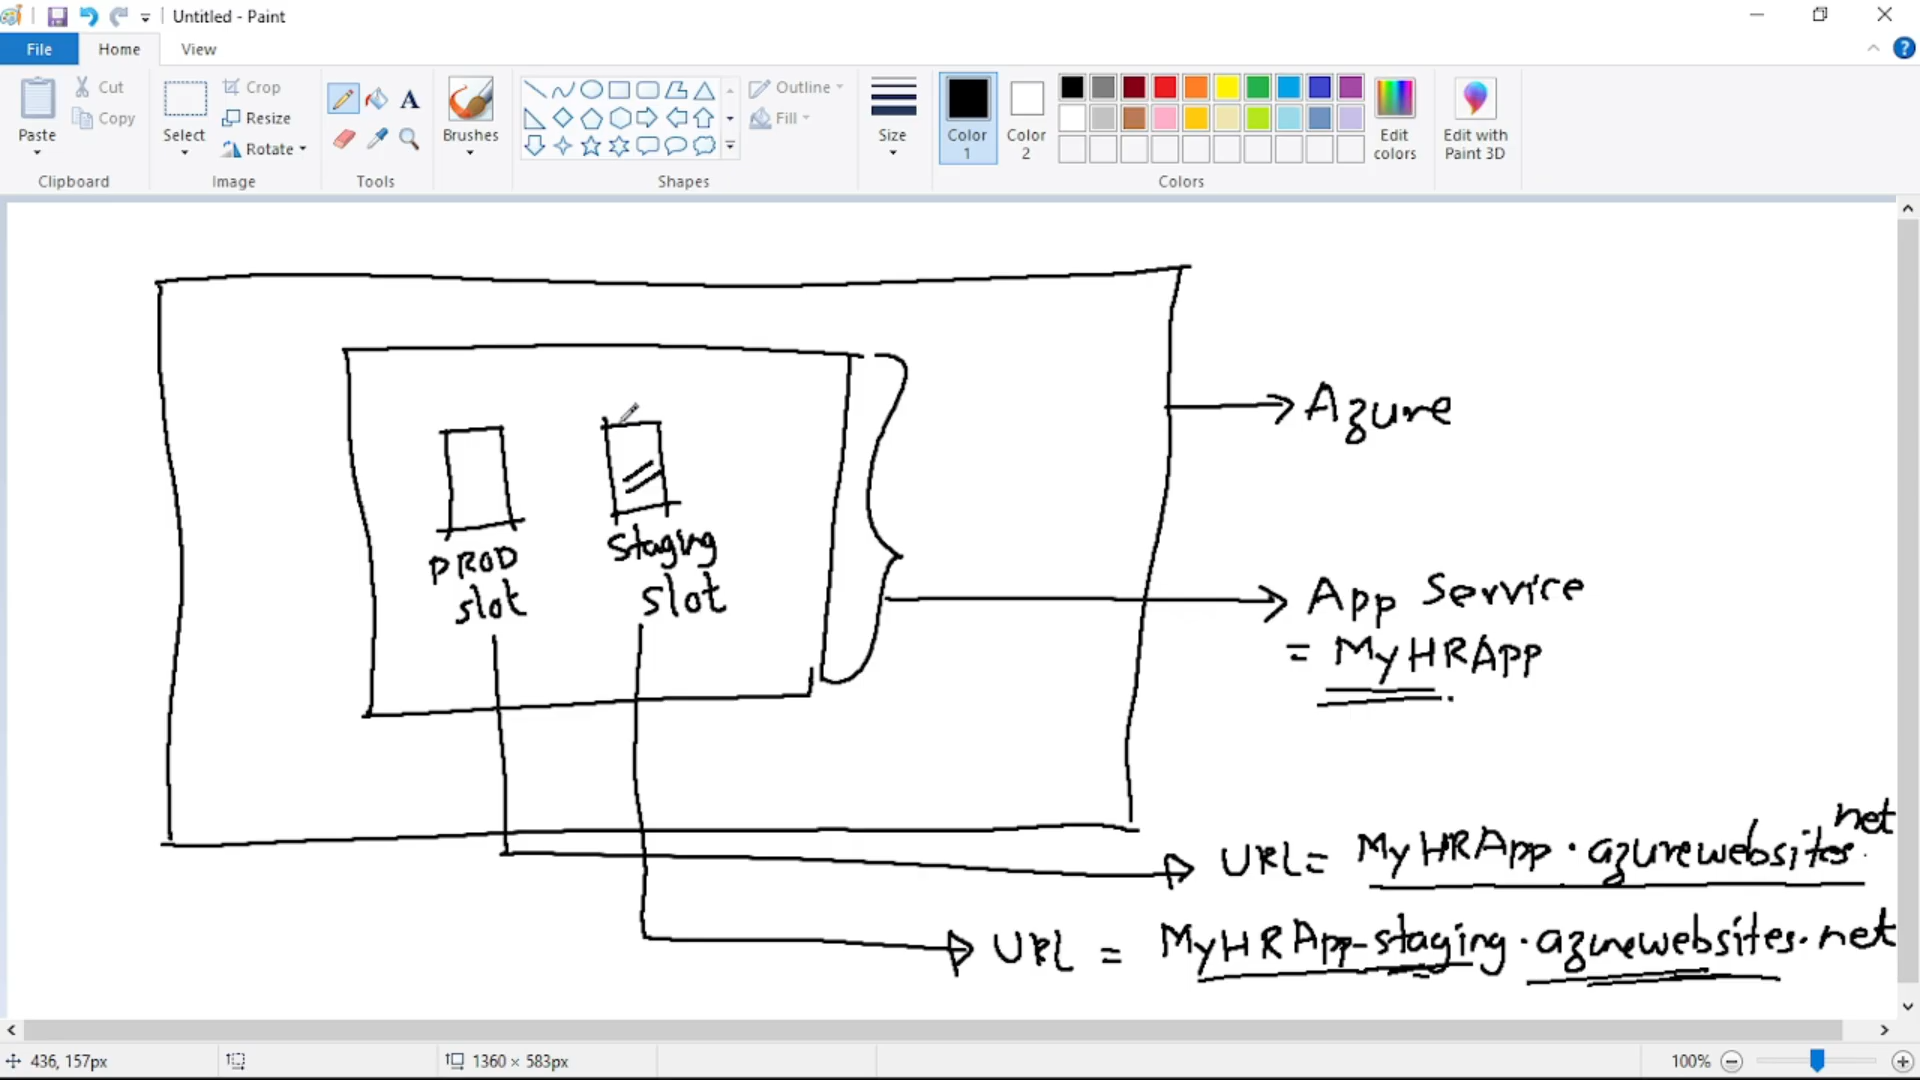 Untitled - Paint
File Home View
Paste
Cut
Copy
Clipboard
Select
Crop
Resize
Rotate
Image
Tools
Brushes
Shapes
Outline
Fill
Size
Color 1
Color 2
Edit colors
Edit with Paint 3D
Colors
Azure
PROD slot
Staging slot
App Service
= MyHRApp
URL = MyHRApp.azurewebsites.net
URL = MyHRApp-staging.azurewebsites.net
436, 157px
1360 × 583px
100%